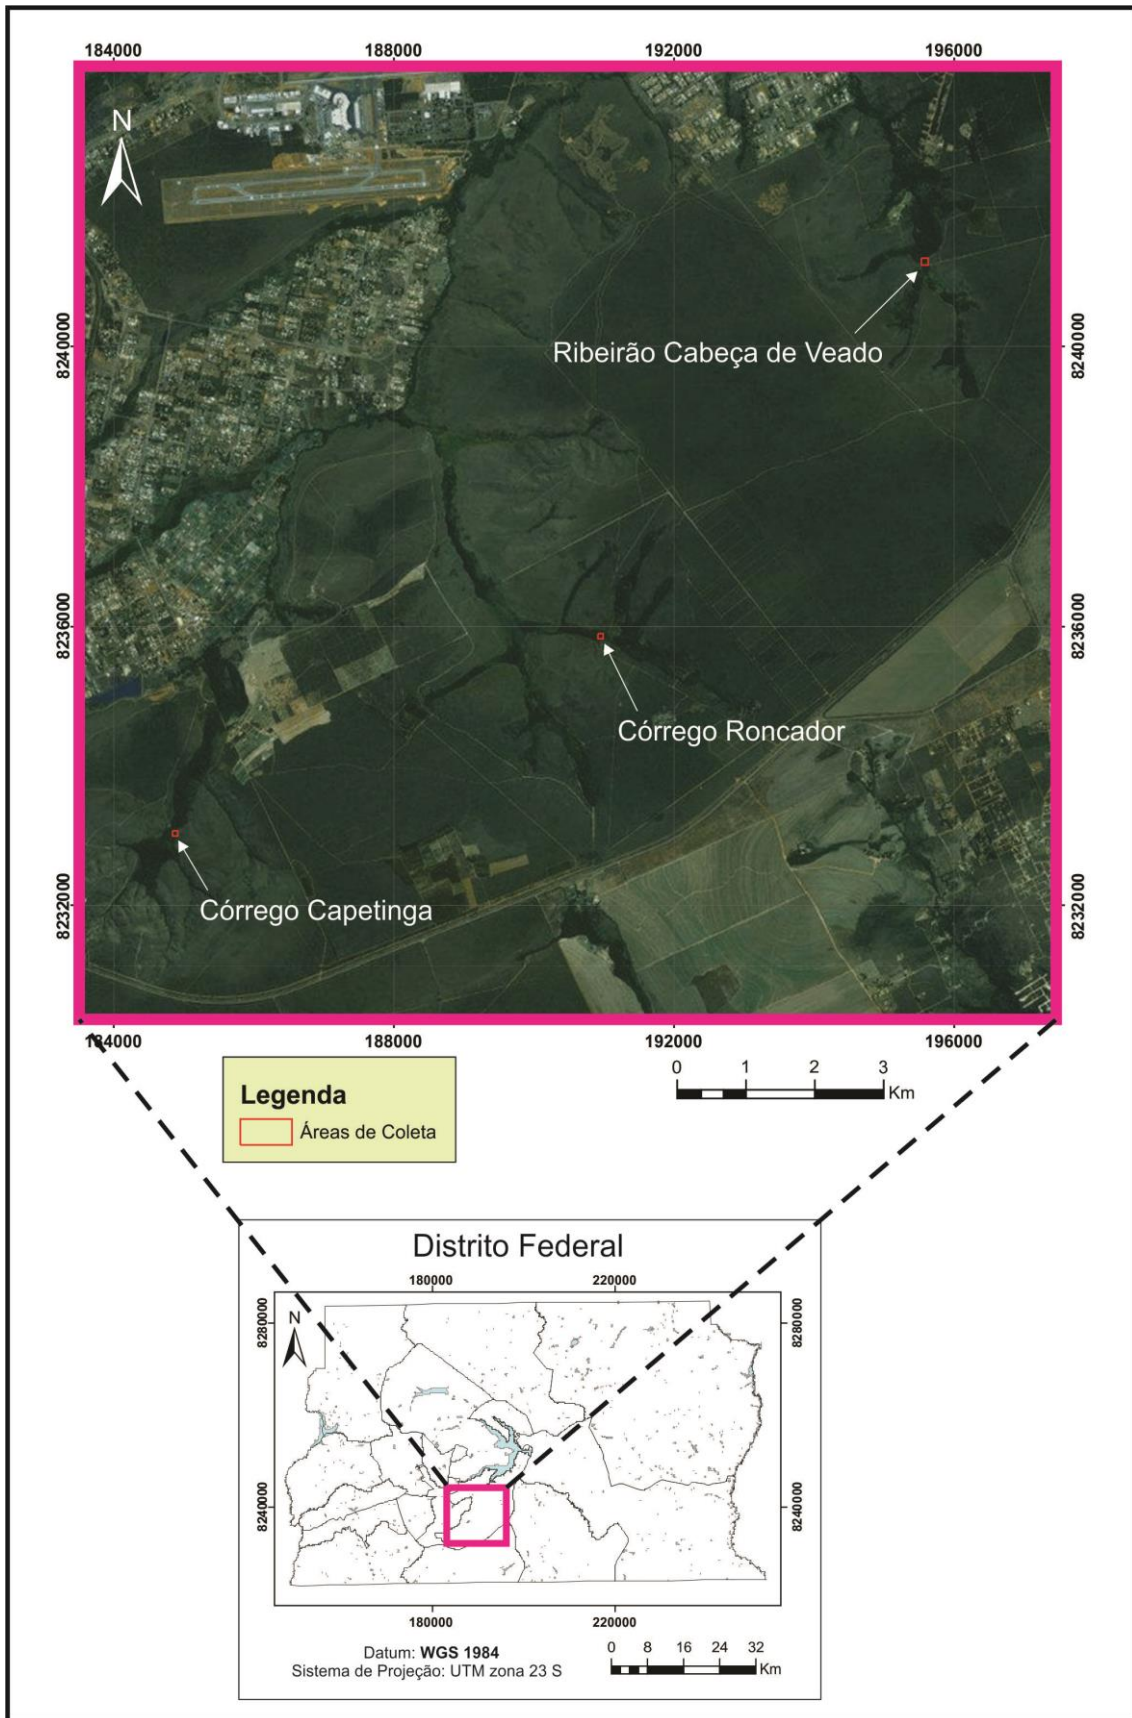 184000 188000 192000 196000
N
Ribeirão Cabeça de Veado
8240000 8240000
8236000 8236000
Córrego Roncador
Córrego Capetinga
8232000 8232000
184000 188000 192000 196000
Legenda
Áreas de Coleta
0 1 2 3
Km
Distrito Federal
180000 220000
N
8280000 8280000
8240000 8240000
180000 220000
Datum: WGS 1984
Sistema de Projeção: UTM zona 23 S
0 8 16 24 32
Km